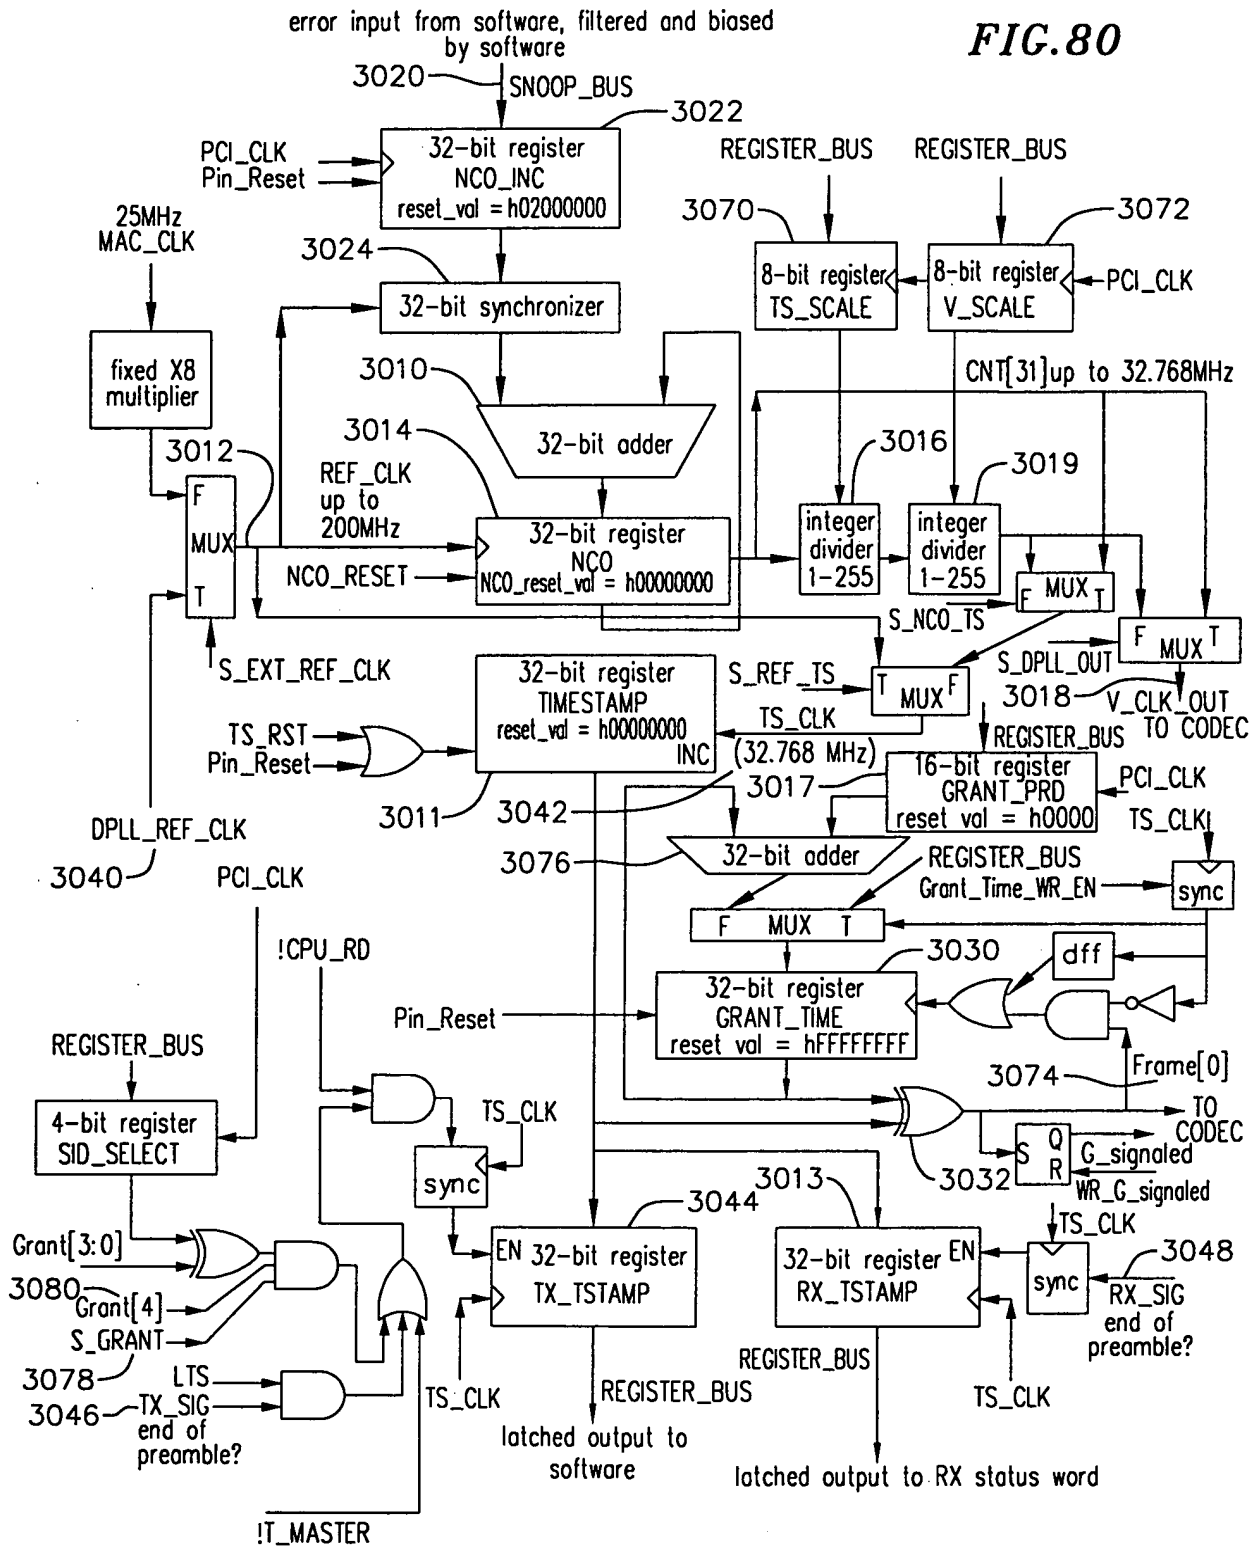 error input from software, filtered and biased
by software
FIG.80
3020
SNOOP_BUS
3022
PCI_CLK
Pin_Reset
32-bit register
NCO_INC
reset_val = h02000000
REGISTER_BUS
REGISTER_BUS
25MHz
MAC_CLK
3024
3070
3072
32-bit synchronizer
8-bit register
TS_SCALE
8-bit register
V_SCALE
PCI_CLK
fixed X8
multiplier
3010
CNT[31]up to 32.768MHz
3014
32-bit adder
3016
3012
3019
REF_CLK
up to
200MHz
F
MUX
T
32-bit register
NCO
NCO_reset_val = h00000000
NCO_RESET
integer
divider
1-255
integer
divider
1-255
F MUX T
S_NCO_TS
F MUX T
S_DPLL_OUT
S_EXT_REF_CLK
3018
V_CLK_OUT
TO CODEC
32-bit register
TIMESTAMP
reset_val = h00000000
INC
S_REF_TS
T MUX F
TS_CLK
(32.768 MHz)
TS_RST
Pin_Reset
REGISTER_BUS
3017
16-bit register
GRANT_PRD
reset val = h0000
PCI_CLK
3011
3042
TS_CLK
DPLL_REF_CLK
3040
3076
32-bit adder
REGISTER_BUS
Grant_Time_WR_EN
sync
PCI_CLK
F MUX T
!CPU_RD
3030
dff
32-bit register
GRANT_TIME
reset val = hFFFFFFFF
Pin_Reset
REGISTER_BUS
3074
Frame[0]
4-bit register
SID_SELECT
TS_CLK
TO
CODEC
sync
S
Q
R
G_signaled
WR_G_signaled
3032
3013
3044
TS_CLK
Grant[3:0]
EN
32-bit register
TX_TSTAMP
32-bit register
RX_TSTAMP
EN
sync
3048
RX_SIG
end of
preamble?
3080
Grant[4]
S_GRANT
3078
LTS
3046
TX_SIG
end of
preamble?
TS_CLK
REGISTER_BUS
REGISTER_BUS
TS_CLK
latched output to
software
latched output to RX status word
!T_MASTER